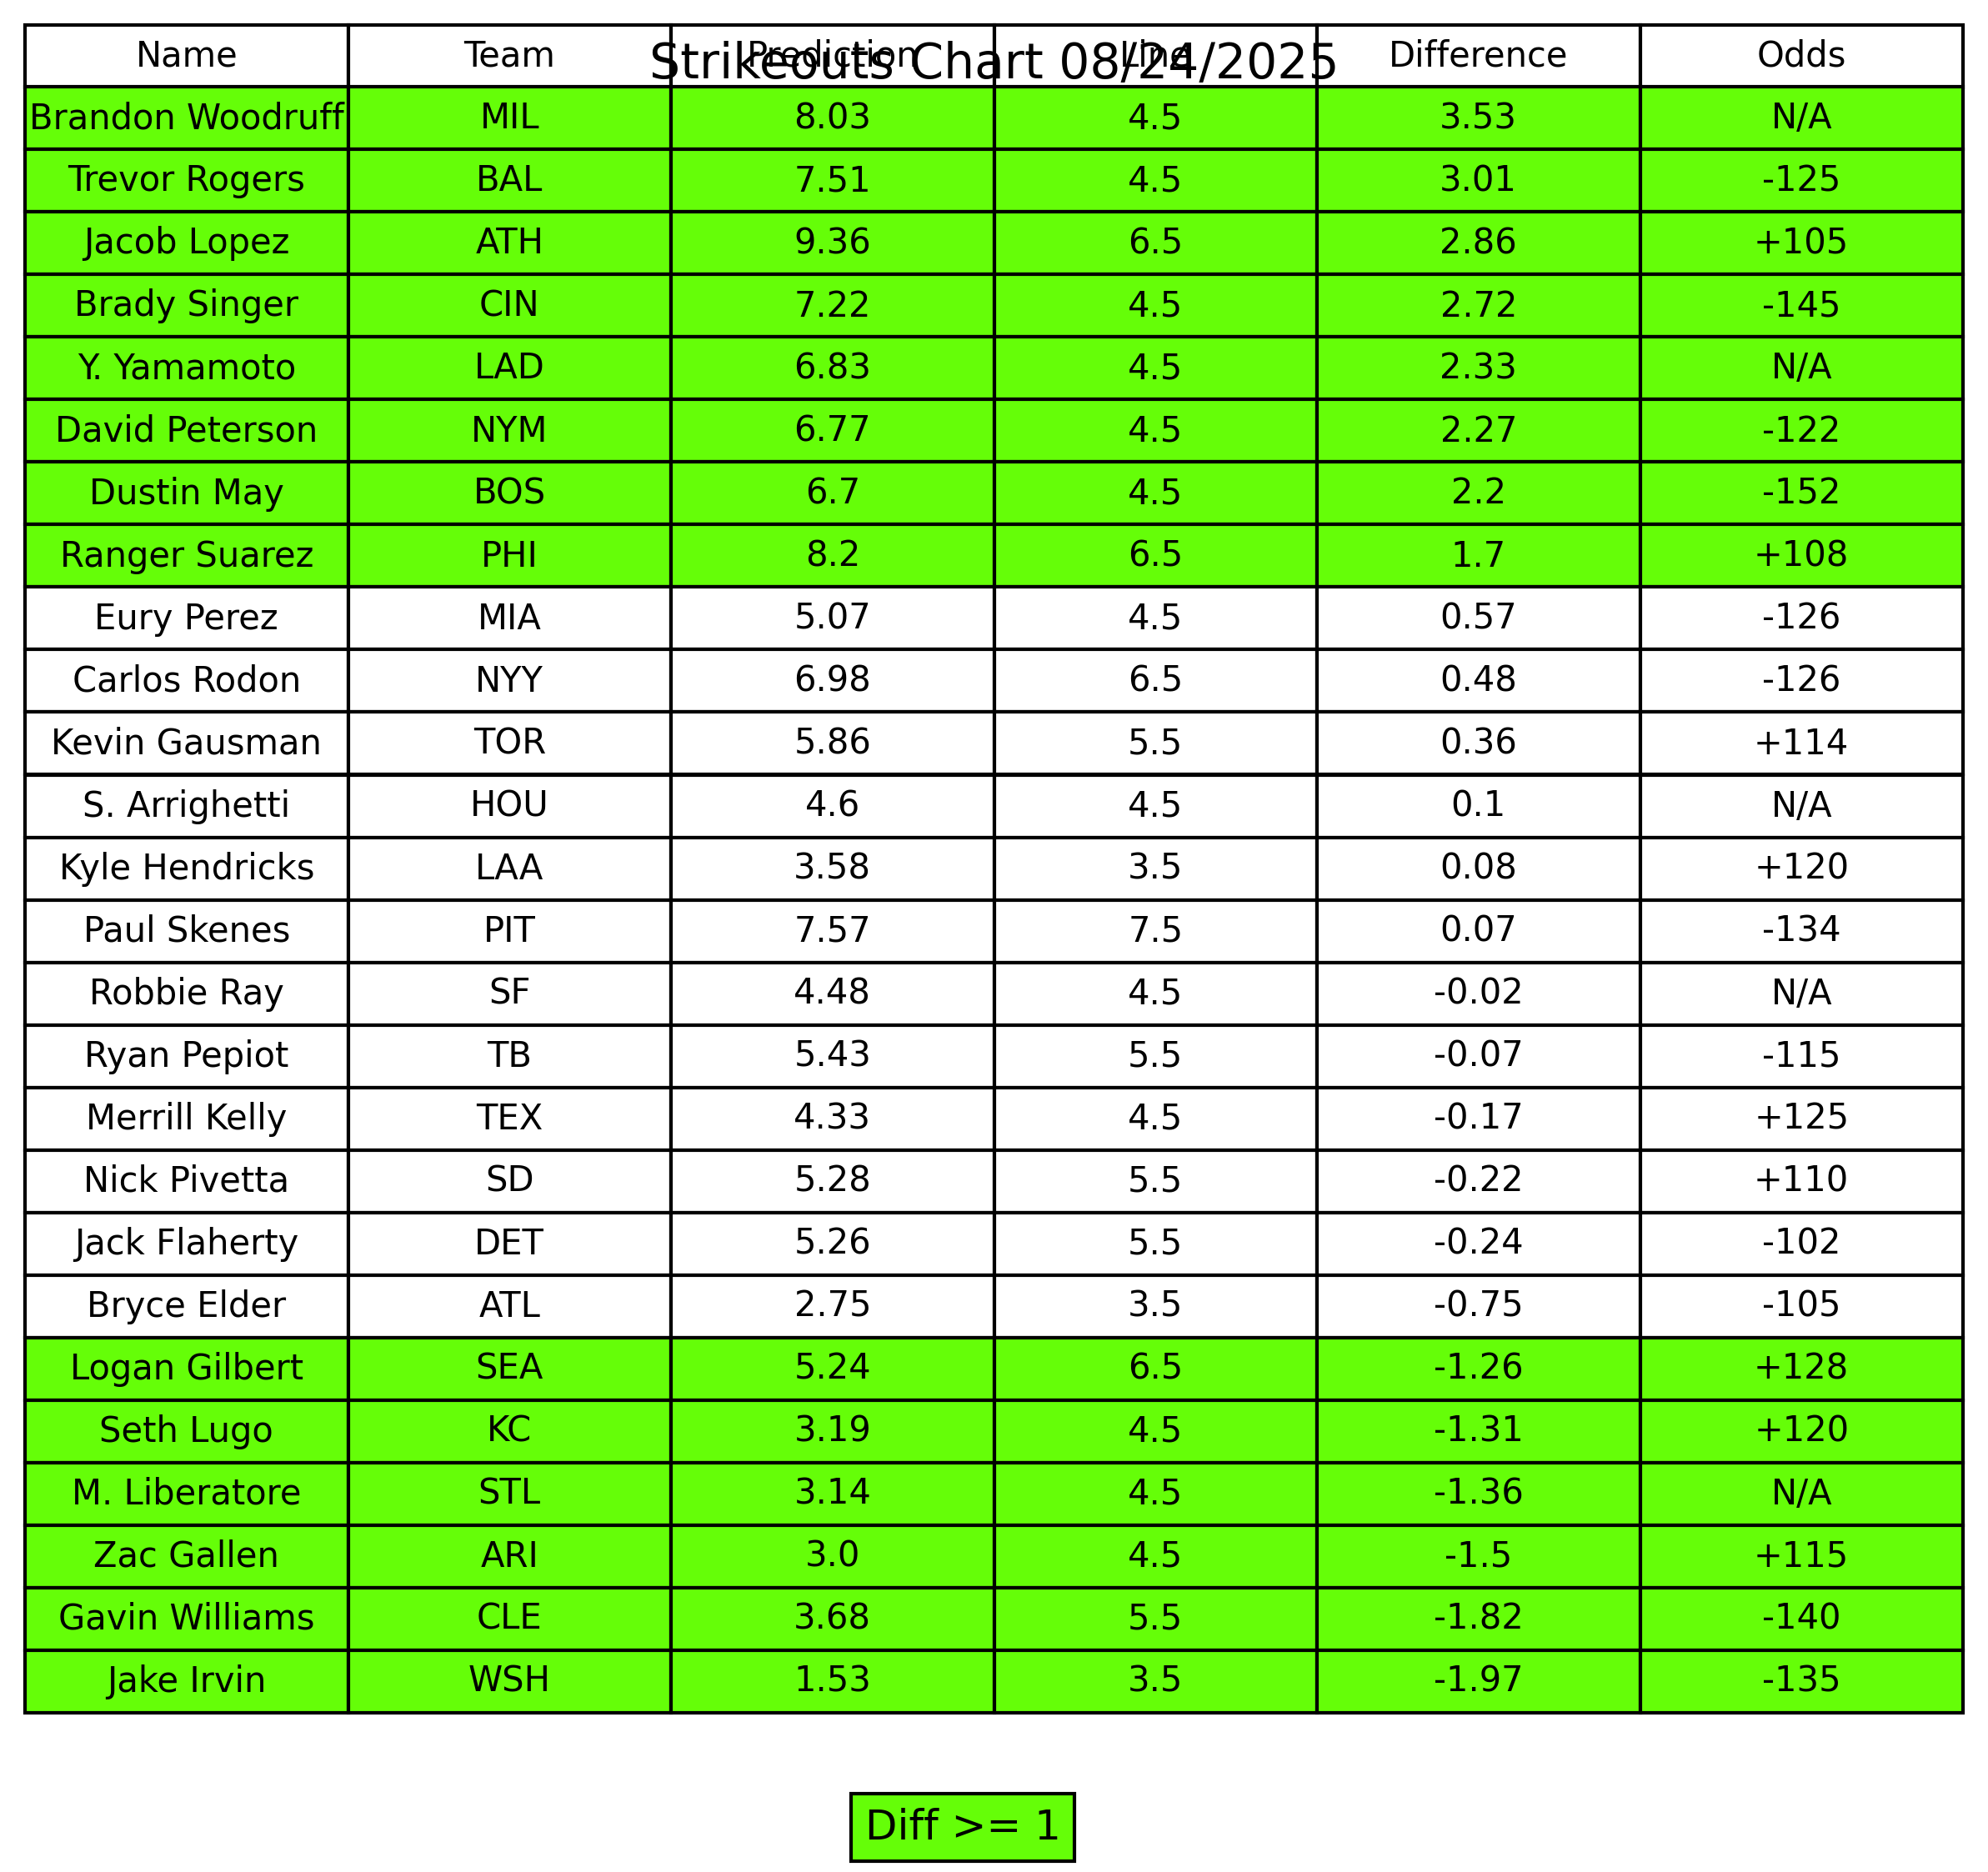 Strikeouts Chart 08/24/2025
Name Team Prediction Line Difference Odds
Brandon Woodruff MIL 8.03 4.5 3.53 N/A
Trevor Rogers BAL 7.51 4.5 3.01 -125
Jacob Lopez ATH 9.36 6.5 2.86 +105
Brady Singer CIN 7.22 4.5 2.72 -145
Y. Yamamoto LAD 6.83 4.5 2.33 N/A
David Peterson NYM 6.77 4.5 2.27 -122
Dustin May BOS 6.7 4.5 2.2 -152
Ranger Suarez PHI 8.2 6.5 1.7 +108
Eury Perez MIA 5.07 4.5 0.57 -126
Carlos Rodon NYY 6.98 6.5 0.48 -126
Kevin Gausman TOR 5.86 5.5 0.36 +114
S. Arrighetti HOU 4.6 4.5 0.1 N/A
Kyle Hendricks LAA 3.58 3.5 0.08 +120
Paul Skenes PIT 7.57 7.5 0.07 -134
Robbie Ray SF 4.48 4.5 -0.02 N/A
Ryan Pepiot TB 5.43 5.5 -0.07 -115
Merrill Kelly TEX 4.33 4.5 -0.17 +125
Nick Pivetta SD 5.28 5.5 -0.22 +110
Jack Flaherty DET 5.26 5.5 -0.24 -102
Bryce Elder ATL 2.75 3.5 -0.75 -105
Logan Gilbert SEA 5.24 6.5 -1.26 +128
Seth Lugo KC 3.19 4.5 -1.31 +120
M. Liberatore STL 3.14 4.5 -1.36 N/A
Zac Gallen ARI 3.0 4.5 -1.5 +115
Gavin Williams CLE 3.68 5.5 -1.82 -140
Jake Irvin WSH 1.53 3.5 -1.97 -135
Diff >= 1